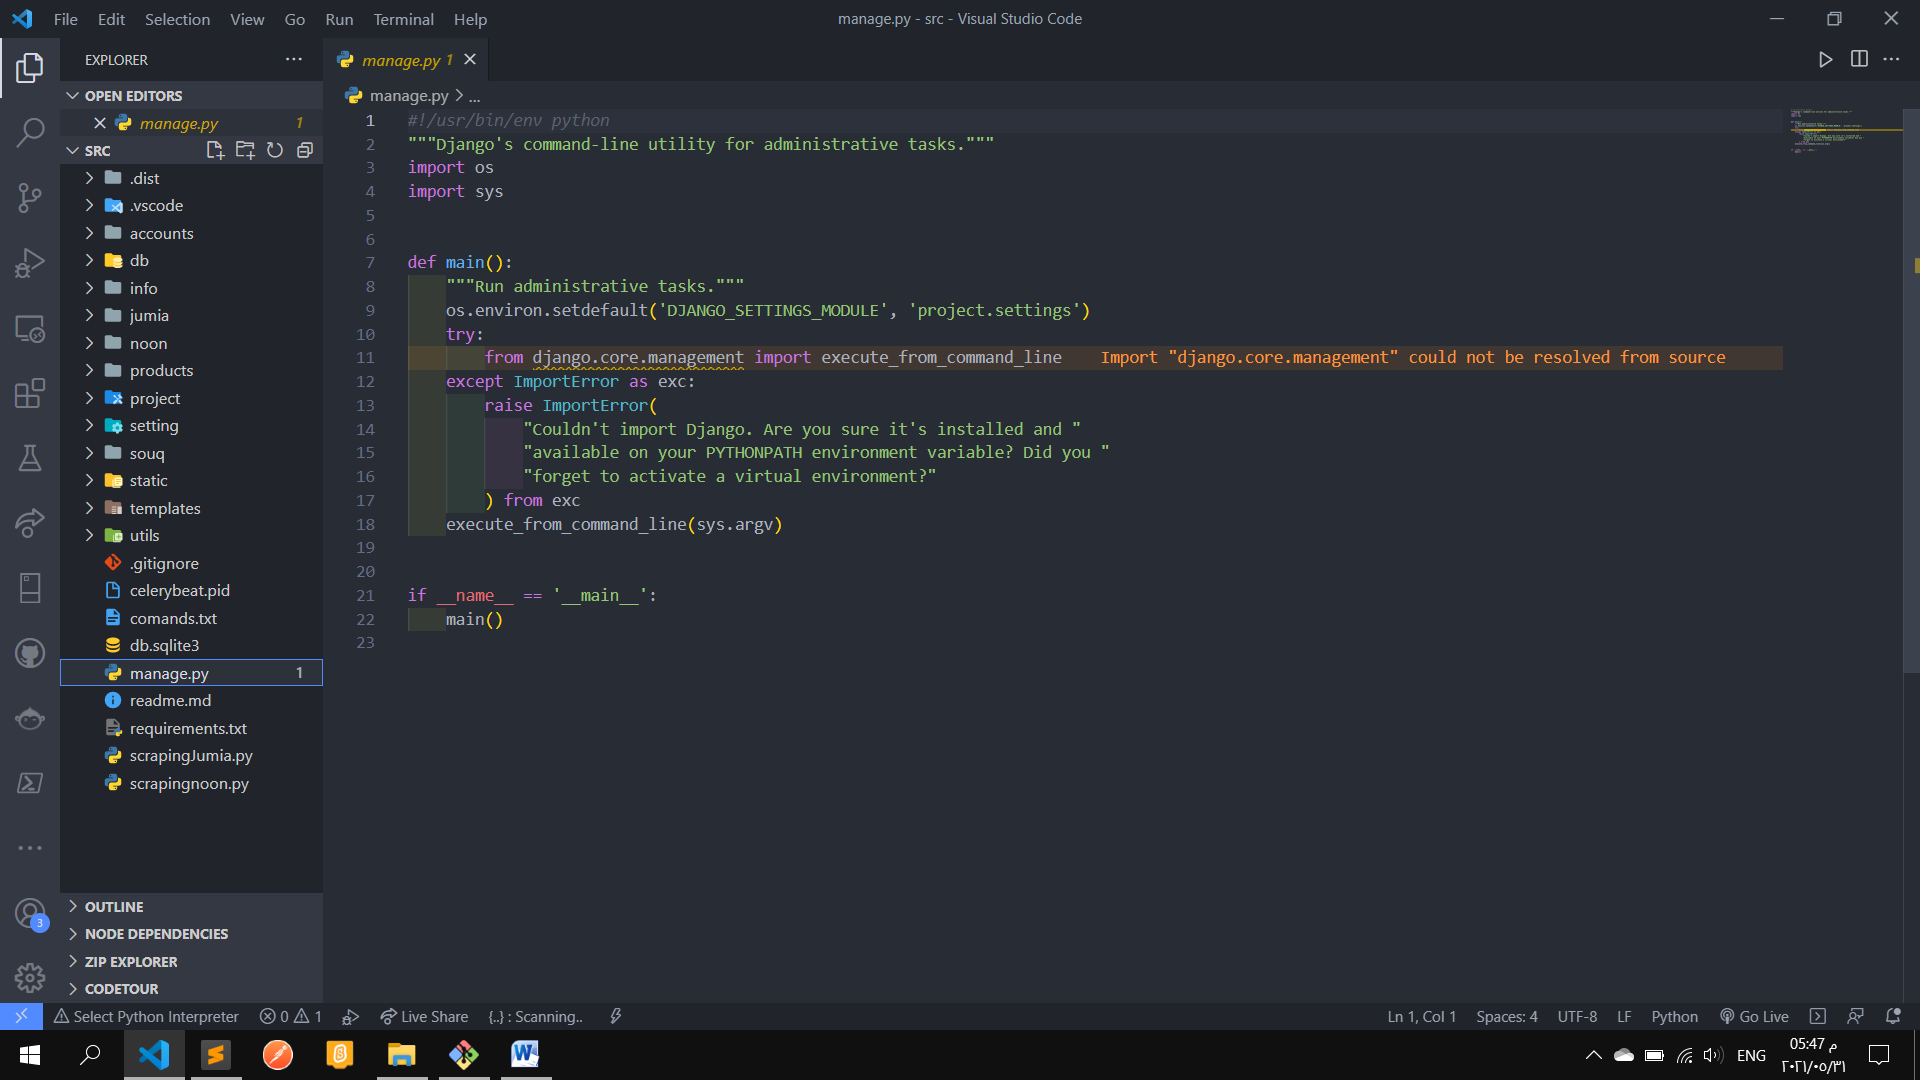 File Edit Selection View Go Run Terminal Help
manage.py - src - Visual Studio Code
EXPLORER
manage.py 1
OPEN EDITORS
manage.py 1
SRC
.dist
.vscode
accounts
db
info
jumia
noon
products
project
setting
souq
static
templates
utils
.gitignore
celerybeat.pid
comands.txt
db.sqlite3
manage.py 1
readme.md
requirements.txt
scrapingJumia.py
scrapingnoon.py
OUTLINE
NODE DEPENDENCIES
ZIP EXPLORER
CODETOUR
3
manage.py > ...
1 #!/usr/bin/env python
2 """Django's command-line utility for administrative tasks."""
3 import os
4 import sys
5
6
7 def main():
8 """Run administrative tasks."""
9 os.environ.setdefault('DJANGO_SETTINGS_MODULE', 'project.settings')
10 try:
11 from django.core.management import execute_from_command_line Import "django.core.management" could not be resolved from source
12 except ImportError as exc:
13 raise ImportError(
14 "Couldn't import Django. Are you sure it's installed and "
15 "available on your PYTHONPATH environment variable? Did you "
16 "forget to activate a virtual environment?"
17 ) from exc
18 execute_from_command_line(sys.argv)
19
20
21 if __name__ == '__main__':
22 main()
23
Select Python Interpreter 0 1 Live Share {..} : Scanning.. Ln 1, Col 1 Spaces: 4 UTF-8 LF Python Go Live
ENG
05:47 م
٢٠٢١/٠٥/٣١